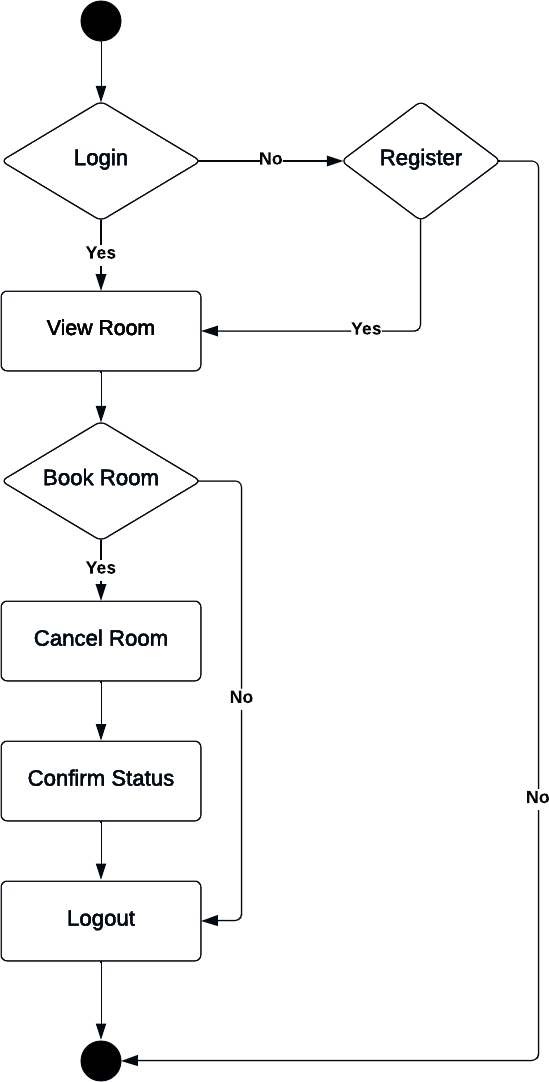 Login
No
Register
Yes
View Room
Yes
Book Room
Yes
Cancel Room
No
Confirm Status
No
Logout